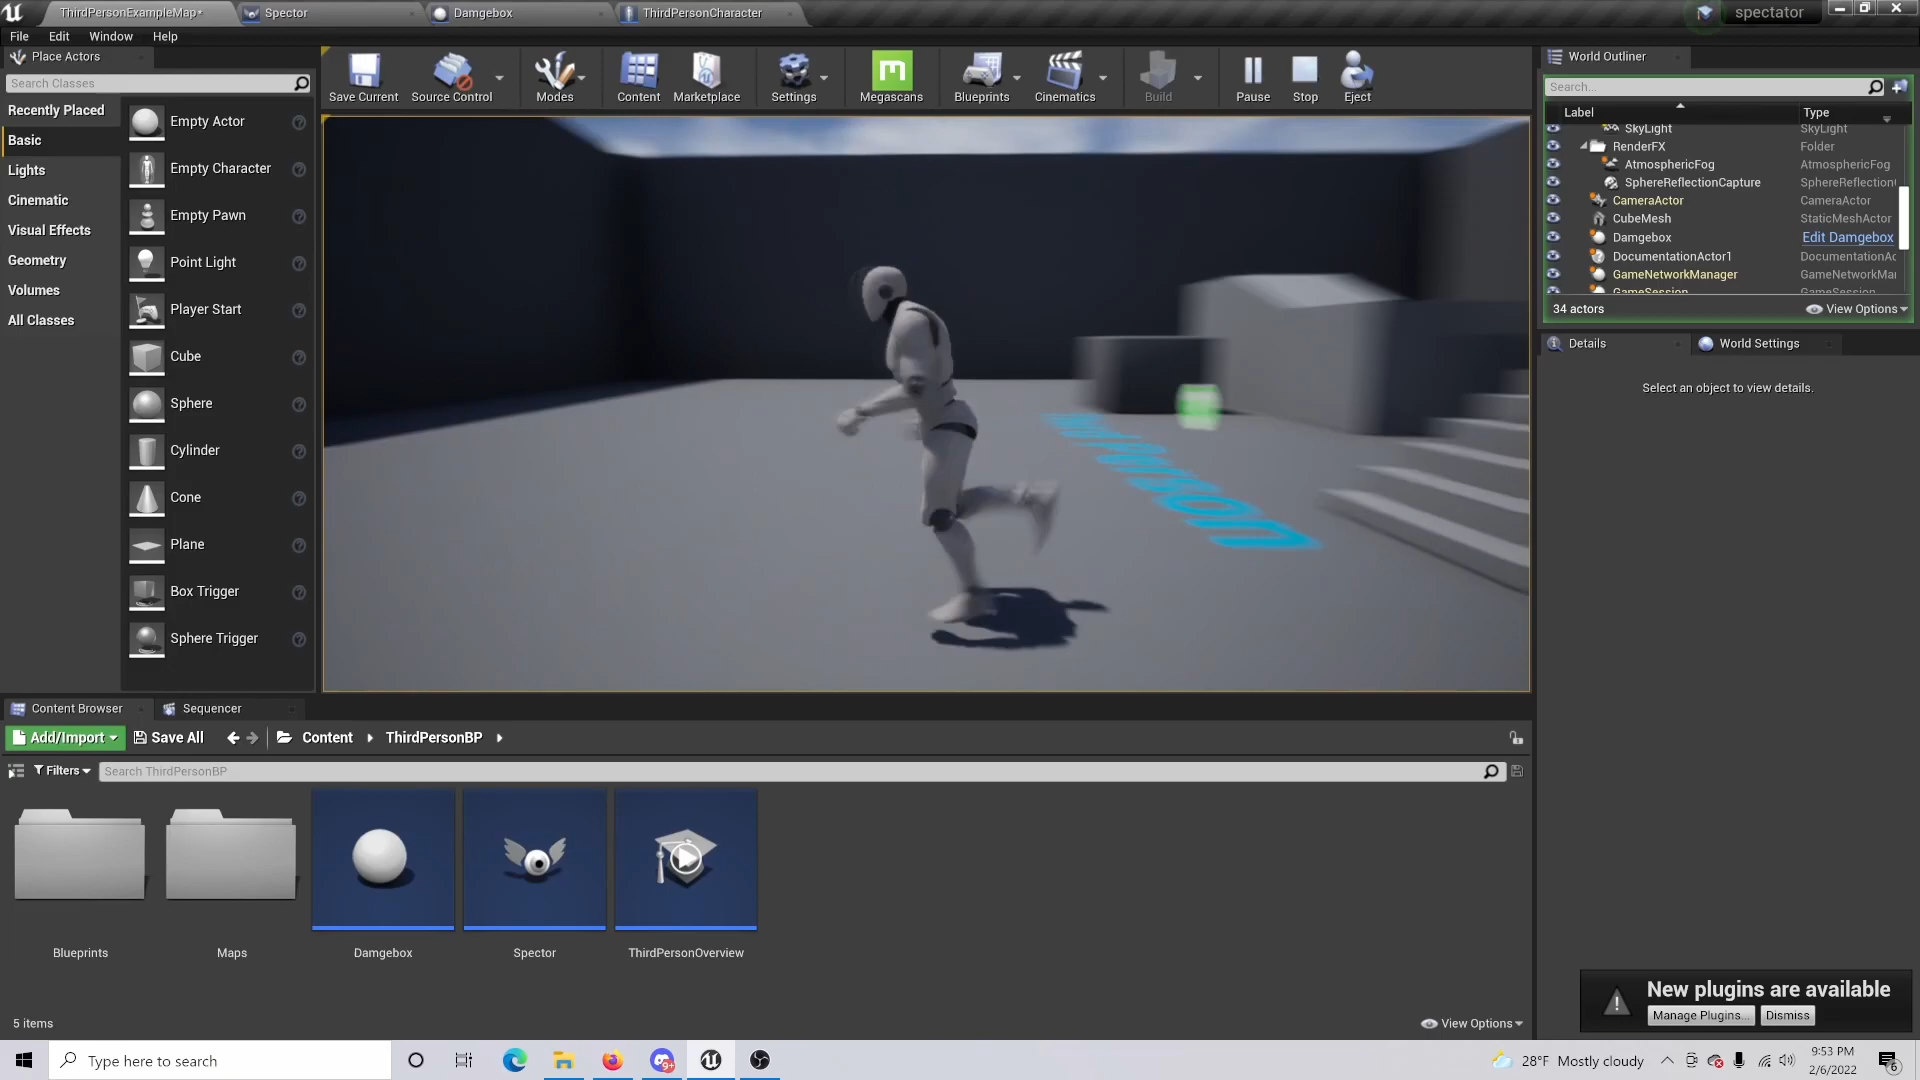 ThirdPersonExampleMap*
Spector
Damgebox
ThirdPersonCharacter
spectator
File
Edit
Window
Help
Place Actors
Search Classes
Recently Placed
Basic
Lights
Cinematic
Visual Effects
Geometry
Volumes
All Classes
Empty Actor
Empty Character
Empty Pawn
Point Light
Player Start
Cube
Sphere
Cylinder
Cone
Plane
Box Trigger
Sphere Trigger
Save Current
Source Control
Modes
Content
Marketplace
Settings
Megascans
Blueprints
Cinematics
Build
Pause
Stop
Eject
World Outliner
Search...
Label
Type
SkyLight
SkyLight
RenderFX
Folder
AtmosphericFog
AtmosphericFog
SphereReflectionCapture
SphereReflection
CameraActor
CameraActor
CubeMesh
StaticMeshActor
Damgebox
Edit Damgebox
DocumentationActor1
DocumentationAc
GameNetworkManager
GameNetworkMa
GameSession
GameSession
34 actors
View Options
Details
World Settings
Select an object to view details.
Content Browser
Sequencer
Add/Import
Save All
Content
ThirdPersonBP
Filters
Search ThirdPersonBP
Blueprints
Maps
Damgebox
Spector
ThirdPersonOverview
5 items
View Options
New plugins are available
Manage Plugins...
Dismiss
Type here to search
9+
28°F Mostly cloudy
9:53 PM
2/6/2022
6